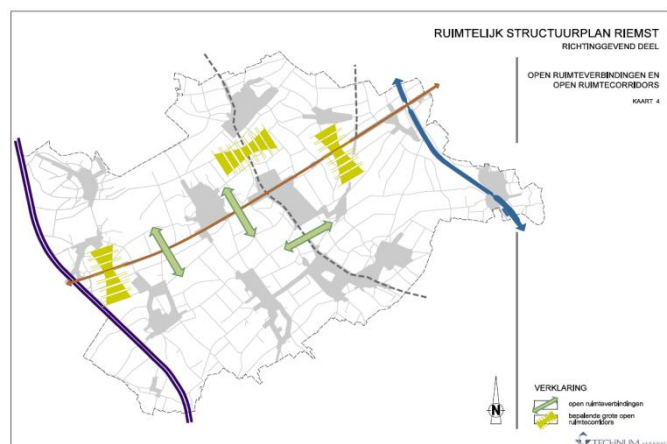 RUIMTELIJK STRUCTUURPLAN RIEMST
RICHTINGGEVEND DEEL
OPEN RUIMTEVERBINDINGEN EN
OPEN RUIMTECORRIDORS
KAART 4
N
VERKLARING
open ruimteverbindingen
bepalende grote open
ruimtecorridors
TECHNUM